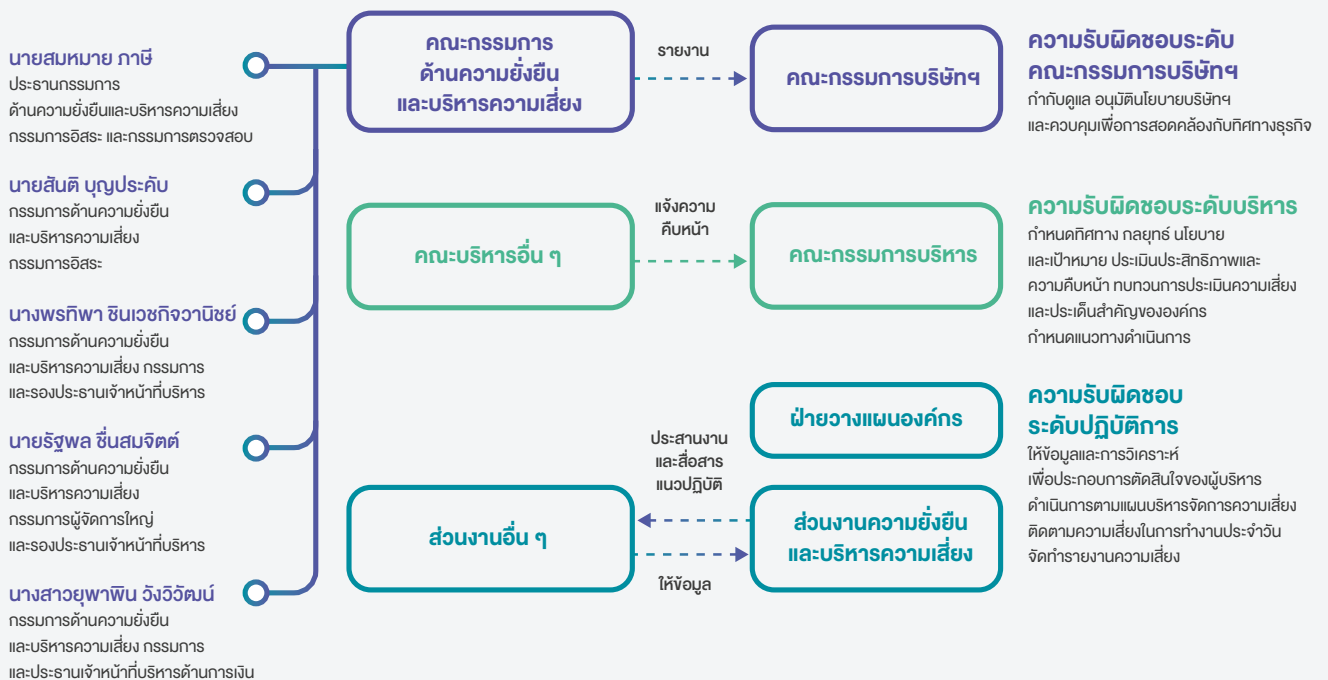 นายสมหมาย ภาษี
ประธานกรรมการ
ด้านความยั่งยืนและบริหารความเสี่ยง
กรรมการอิสระ และกรรมการตรวจสอบ
นายสันติ บุญประคับ
กรรมการด้านความยั่งยืน
และบริหารความเสี่ยง
กรรมการอิสระ
นางพรทิพา ชินเวชกิจวานิชย์
กรรมการด้านความยั่งยืน
และบริหารความเสี่ยง กรรมการ
และรองประธานเจ้าหน้าที่บริหาร
นายรัฐพล ชื่นสมจิตต์
กรรมการด้านความยั่งยืน
และบริหารความเสี่ยง
กรรมการผู้จัดการใหญ่
และรองประธานเจ้าหน้าที่บริหาร
นางสาวยุพาพิน วังวิวัฒน์
กรรมการด้านความยั่งยืน
และบริหารความเสี่ยง กรรมการ
และประธานเจ้าหน้าที่บริหารด้านการเงิน
คณะกรรมการ
ด้านความยั่งยืน
และบริหารความเสี่ยง
รายงาน
คณะกรรมการบริษัทฯ
ความรับผิดชอบระดับ
คณะกรรมการบริษัทฯ
กำกับดูแล อนุมัตินโยบายบริษัทฯ
และควบคุมเพื่อการสอดคล้องกับทิศทางธุรกิจ
คณะบริหารอื่น ๆ
แจ้งความ
คืบหน้า
คณะกรรมการบริหาร
ความรับผิดชอบระดับบริหาร
กำหนดทิศทาง กลยุทธ์ นโยบาย
และเป้าหมาย ประเมินประสิทธิภาพและ
ความคืบหน้า ทบทวนการประเมินความเสี่ยง
และประเด็นสำคัญขององค์กร
กำหนดแนวทางดำเนินการ
ฝ่ายวางแผนองค์กร
ส่วนงานอื่น ๆ
ประสานงาน
และสื่อสาร
แนวปฏิบัติ
ให้ข้อมูล
ส่วนงานความยั่งยืน
และบริหารความเสี่ยง
ความรับผิดชอบ
ระดับปฏิบัติการ
ให้ข้อมูลและการวิเคราะห์
เพื่อประกอบการตัดสินใจของผู้บริหาร
ดำเนินการตามแผนบริหารจัดการความเสี่ยง
ติดตามความเสี่ยงในการทำงานประจำวัน
จัดทำรายงานความเสี่ยง